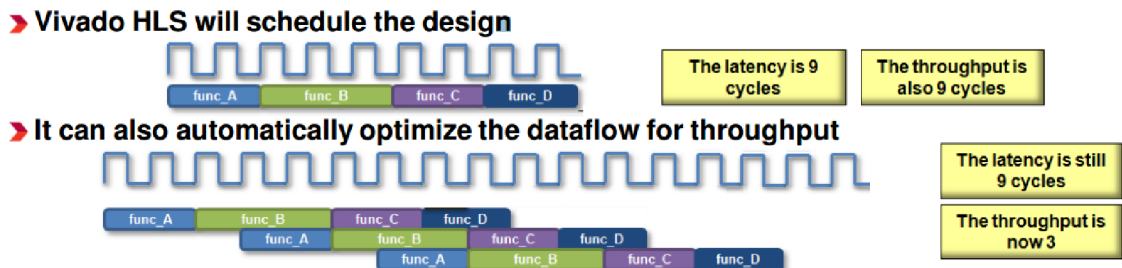 Vivado HLS will schedule the design
func_A func_B func_C func_D
The latency is 9
cycles
The throughput is
also 9 cycles
It can also automatically optimize the dataflow for throughput
func_A func_B func_C func_D
func_A func_B func_C func_D
func_A func_B func_C func_D
The latency is still
9 cycles
The throughput is
now 3